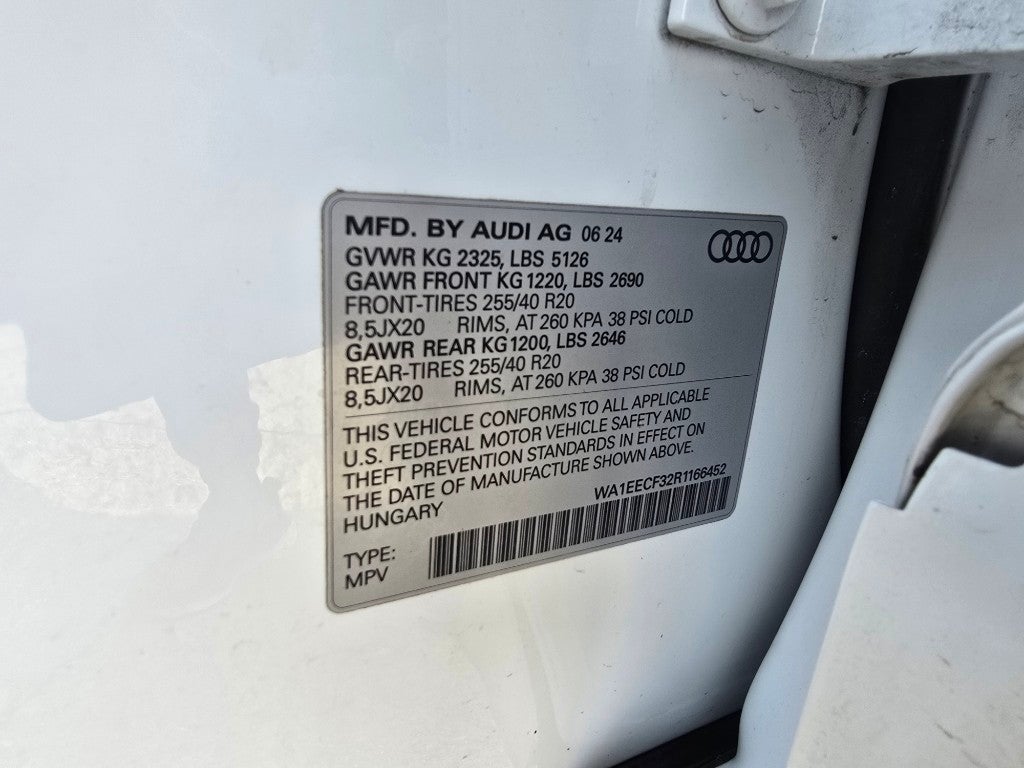 MFD. BY AUDI AG 06 24
GVWR KG 2325, LBS 5126
GAWR FRONT KG 1220, LBS 2690
FRONT-TIRES 255/40 R20
8,5JX20 RIMS, AT 260 KPA 38 PSI COLD
GAWR REAR KG 1200, LBS 2646
REAR-TIRES 255/40 R20
8,5JX20 RIMS, AT 260 KPA 38 PSI COLD
THIS VEHICLE CONFORMS TO ALL APPLICABLE
U.S. FEDERAL MOTOR VEHICLE SAFETY AND
THEFT PREVENTION STANDARDS IN EFFECT ON
THE DATE OF MANUFACTURE SHOWN ABOVE.
HUNGARY WA1EECF32R1166452
TYPE:
MPV